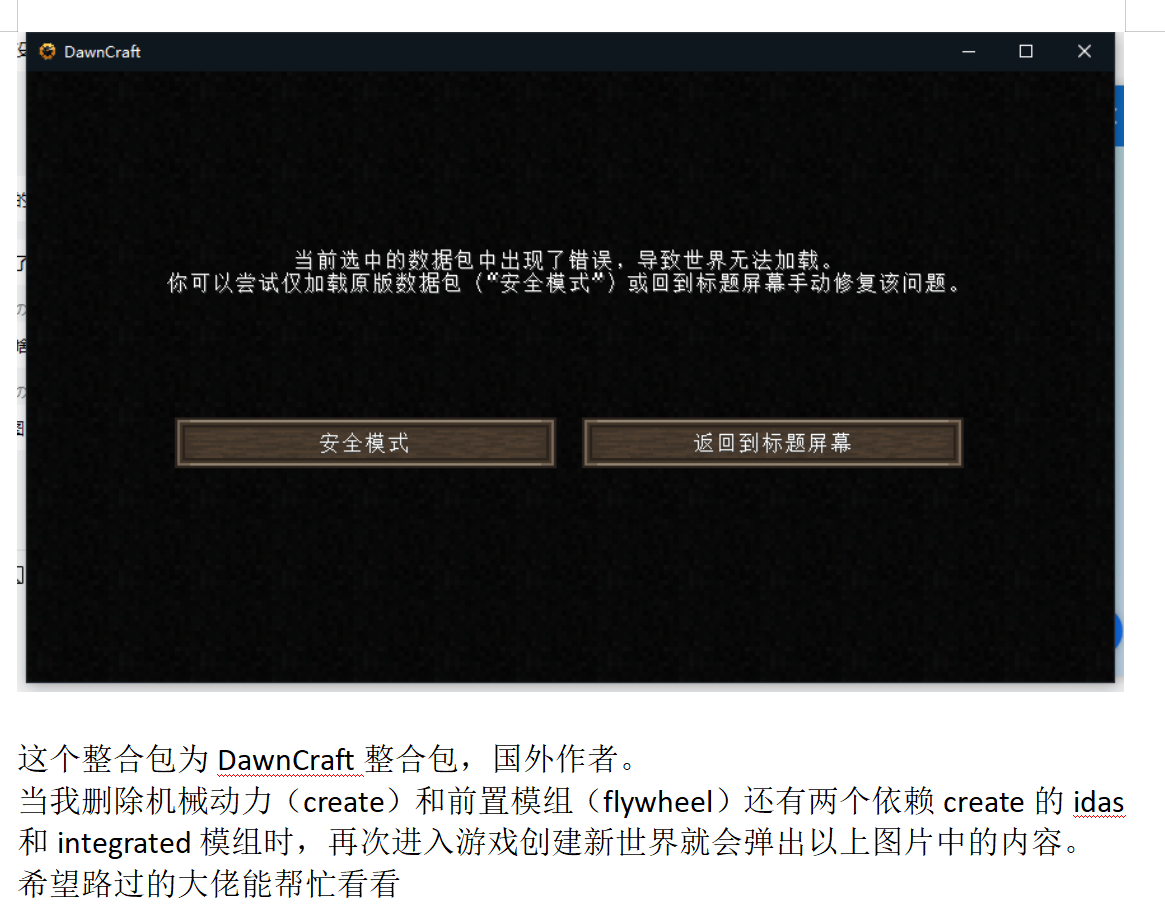 DawnCraft
的
了
の
啥
の
图
当前选中的数据包中出现了错误，导致世界无法加载。
你可以尝试仅加载原版数据包（“安全模式”）或回到标题屏幕手动修复该问题。
安全模式
返回到标题屏幕
这个整合包为 DawnCraft 整合包，国外作者。
当我删除机械动力（create）和前置模组（flywheel）还有两个依赖 create 的 idas
和 integrated 模组时，再次进入游戏创建新世界就会弹出以上图片中的内容。
希望路过的大佬能帮忙看看